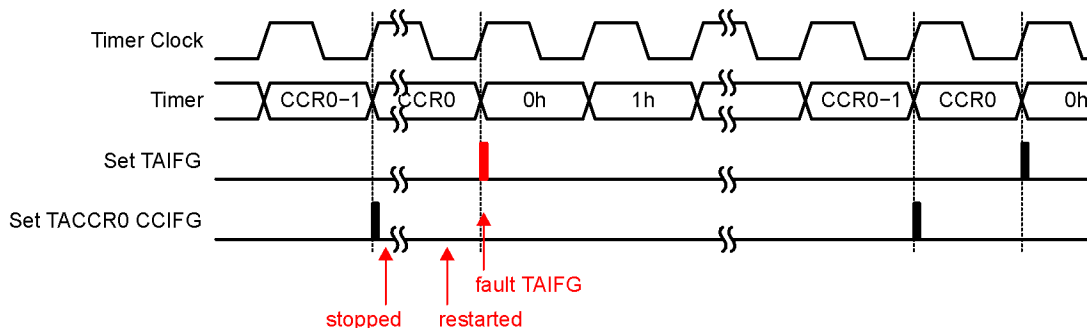 Timer Clock
Timer CCR0−1 CCR0 0h 1h CCR0−1 CCR0 0h
Set TAIFG
Set TACCR0 CCIFG
fault TAIFG
stopped restarted